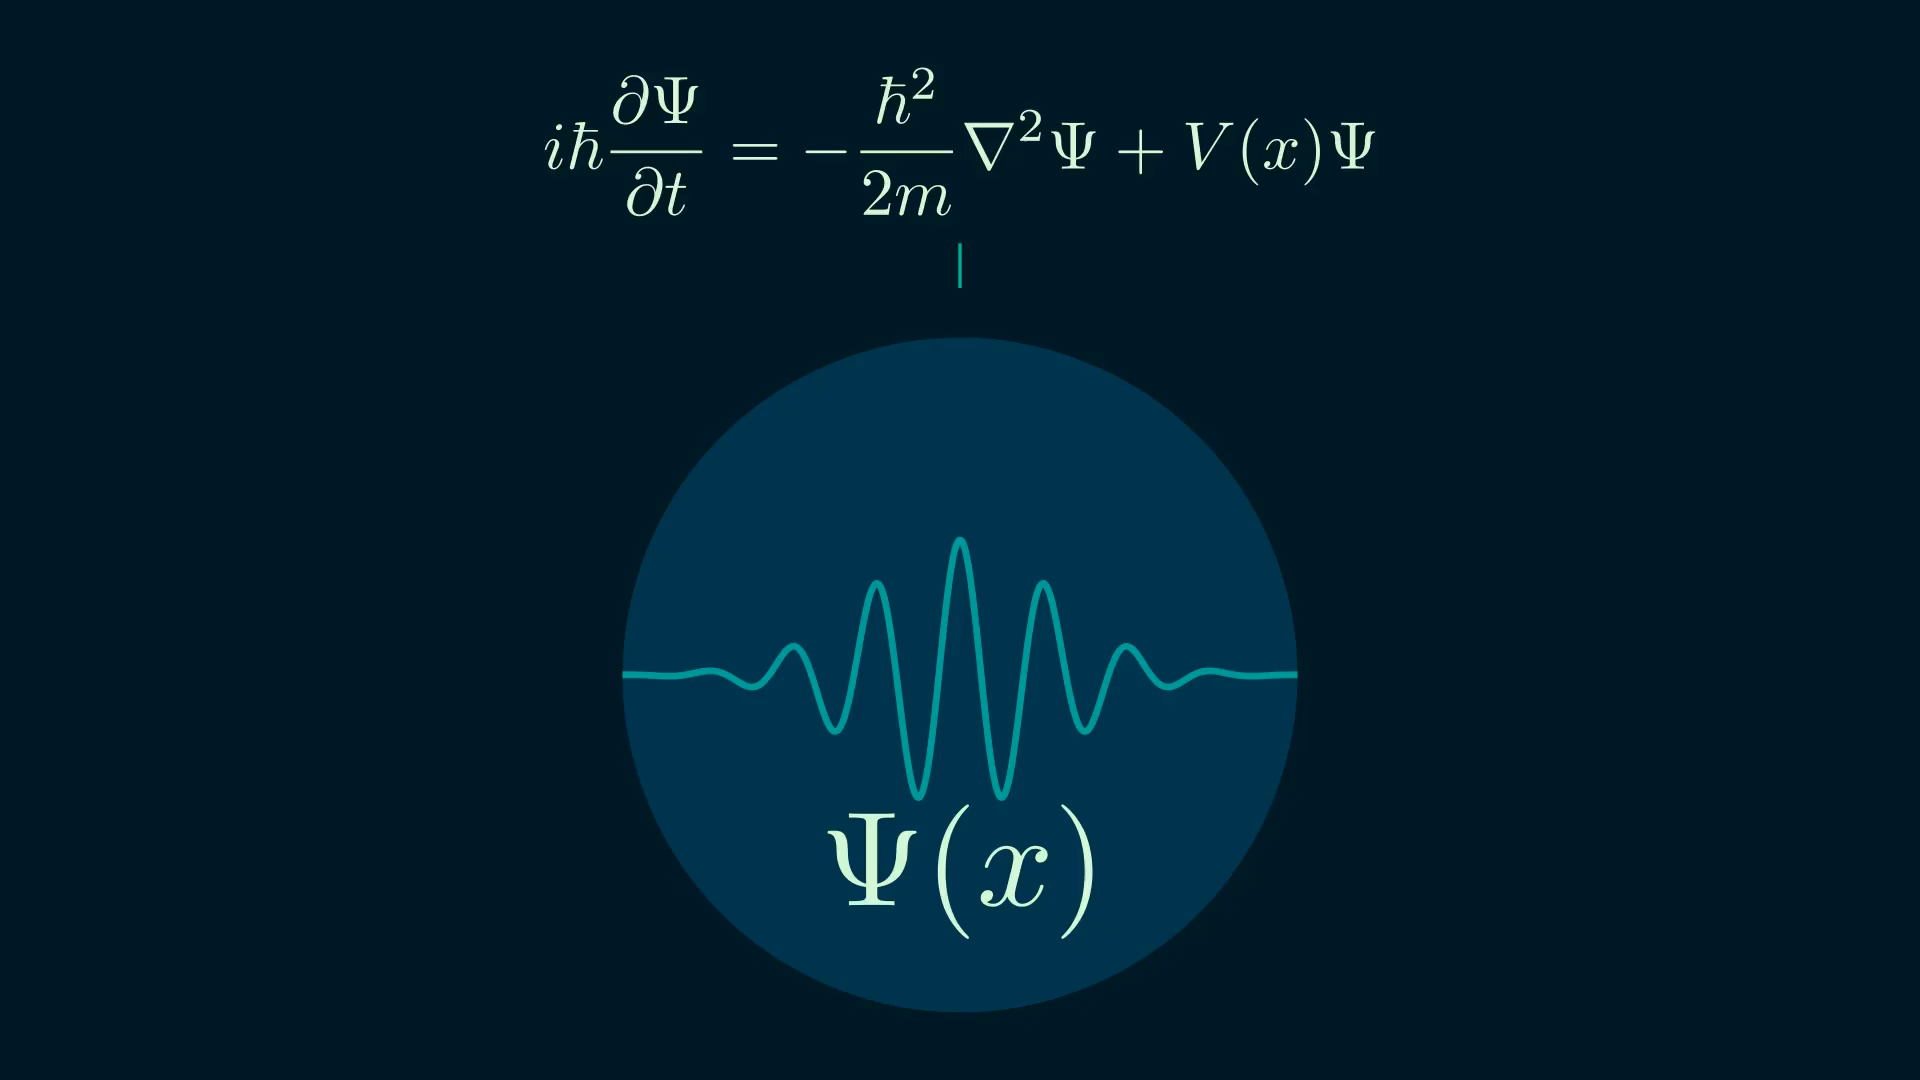 iħ ∂Ψ/∂t = − ħ²/2m ∇²Ψ + V(x)Ψ
Ψ(x)